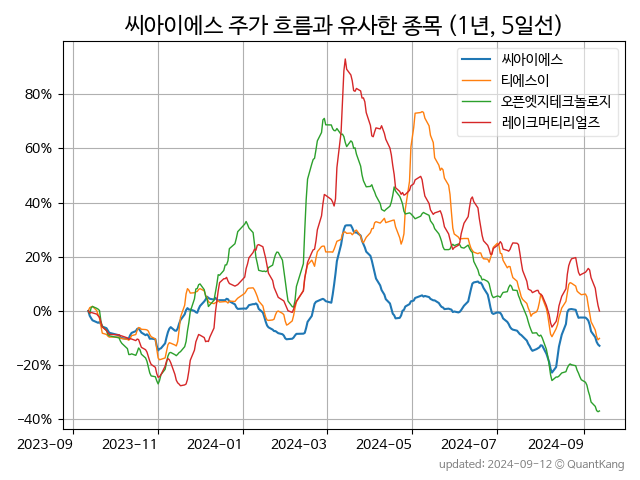 씨아이에스 주가 흐름과 유사한 종목 (1년, 5일선)
씨아이에스
티에스이
오픈엣지테크놀로지
레이크머티리얼즈
80%
60%
40%
20%
0%
−20%
−40%
2023-09 2023-11 2024-01 2024-03 2024-05 2024-07 2024-09
updated: 2024-09-12 © QuantKang